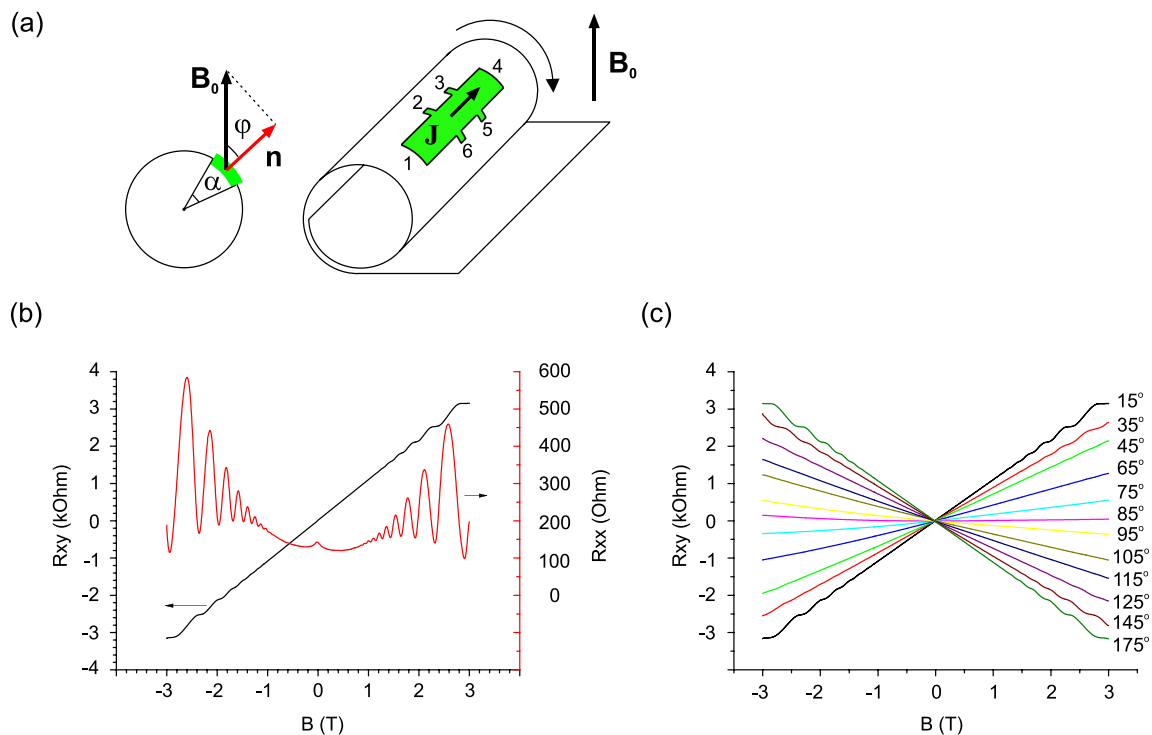 (a)
B₀
φ
n
α
1
2
3
4
5
6
J
B₀
(b)
Rxy (kOhm)
4
3
2
1
0
-1
-2
-3
-4
-3 -2 -1 0 1 2 3
B (T)
600
500
400
300
200
100
0
Rxx (Ohm)
(c)
Rxy (kOhm)
4
3
2
1
0
-1
-2
-3
-4
-3 -2 -1 0 1 2 3
B (T)
15°
35°
45°
65°
75°
85°
95°
105°
115°
125°
145°
175°